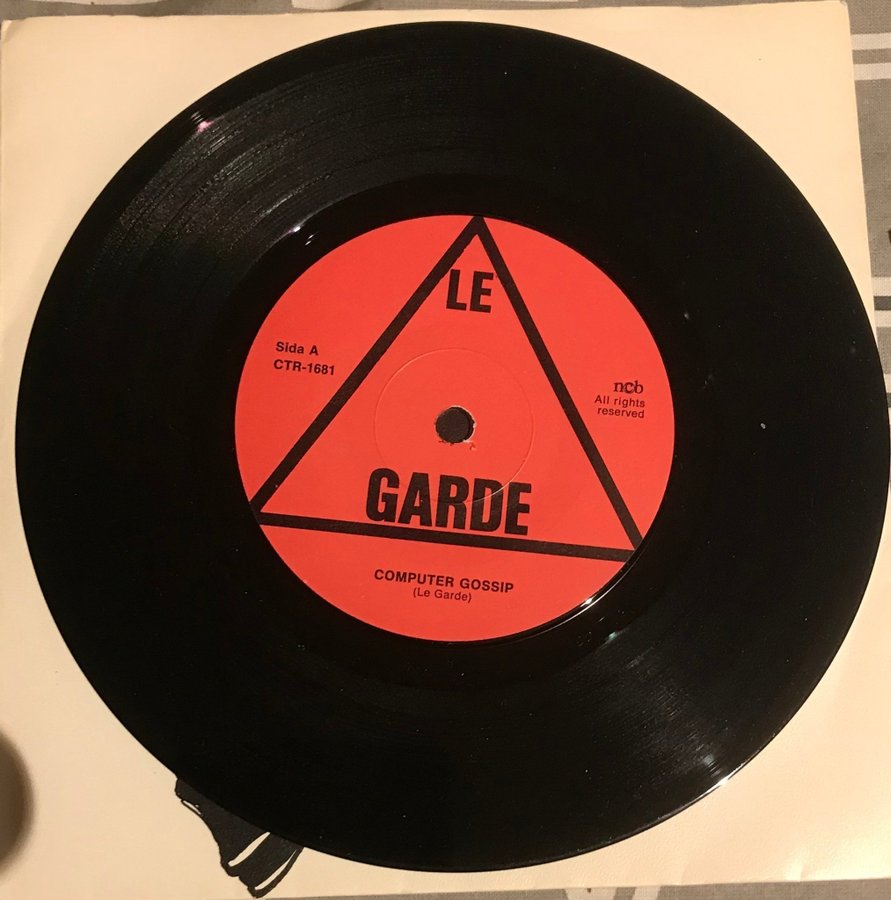 LE
Sida A
CTR-1681
ncb
All rights
reserved
GARDE
COMPUTER GOSSIP
(Le Garde)